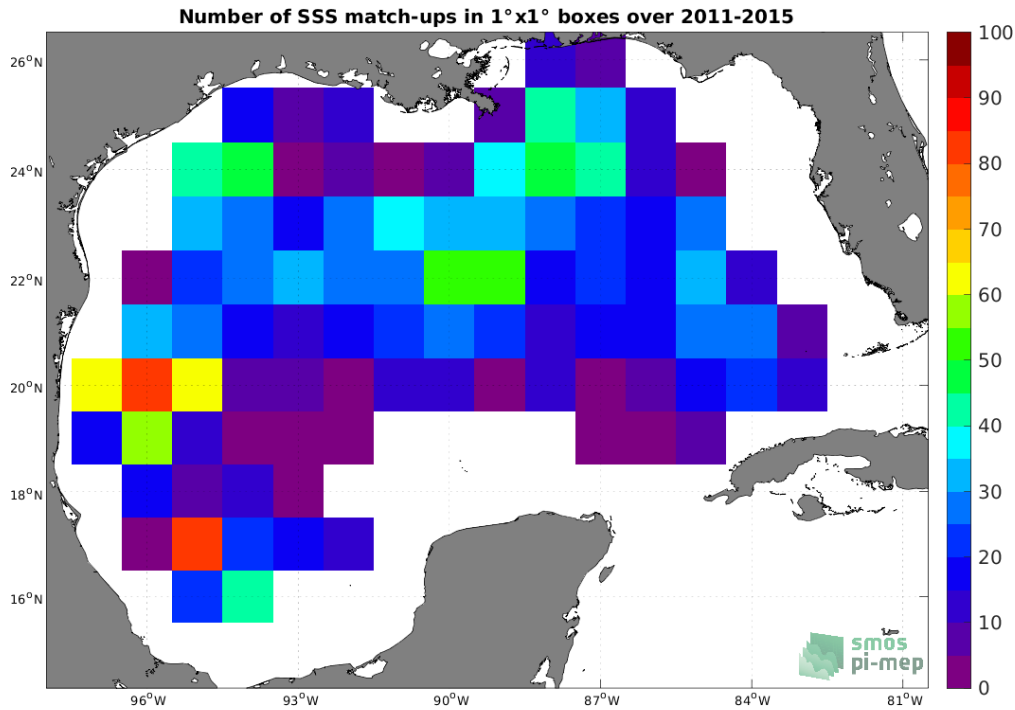 Number of SSS match-ups in 1°x1° boxes over 2011-2015
26°N
24°N
22°N
20°N
18°N
16°N
96°W
93°W
90°W
87°W
84°W
81°W
100
90
80
70
60
50
40
30
20
10
0
smos
pi-mep